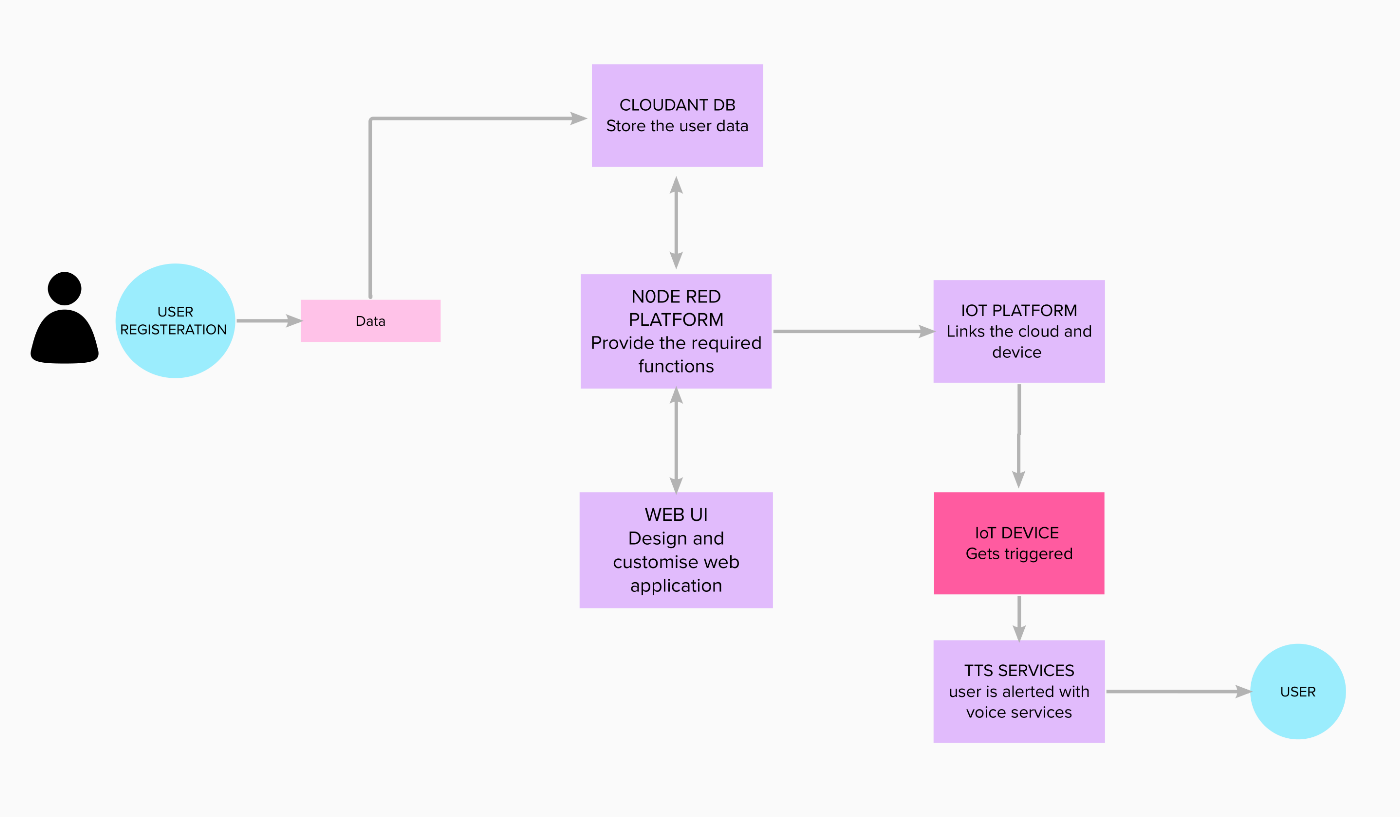 CLOUDANT DB
Store the user data
USER
REGISTERATION
Data
N0DE RED
PLATFORM
Provide the required
functions
IOT PLATFORM
Links the cloud and
device
WEB UI
Design and
customise web
application
IoT DEVICE
Gets triggered
TTS SERVICES
user is alerted with
voice services
USER